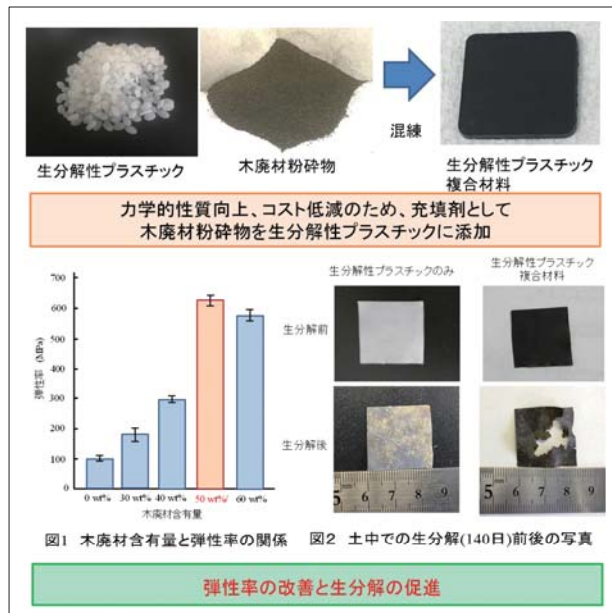 生分解性プラスチック
木廃材粉砕物
混練
生分解性プラスチック
複合材料
力学的性質向上、コスト低減のため、充填剤として
木廃材粉砕物を生分解性プラスチックに添加
弾性率 (MPa)
700
600
500
400
300
200
100
0
0 wt%
30 wt%
40 wt%
50 wt%
60 wt%
木廃材含有量
図1 木廃材含有量と弾性率の関係
生分解性プラスチックのみ
生分解性プラスチック
複合材料
生分解前
生分解後
5 6 7 8 9
5 6 7 8 9
図2 土中での生分解(140日)前後の写真
弾性率の改善と生分解の促進